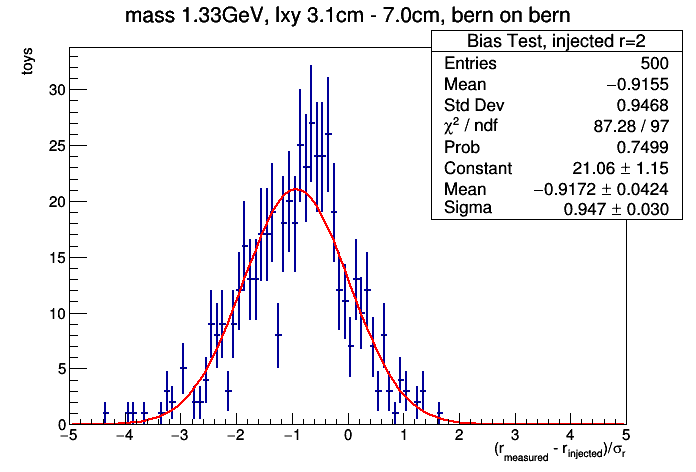 mass 1.33GeV, lxy 3.1cm - 7.0cm, bern on bern
toys
Bias Test, injected r=2
Entries 500
Mean −0.9155
Std Dev 0.9468
χ² / ndf 87.28 / 97
Prob 0.7499
Constant 21.06 ± 1.15
Mean −0.9172 ± 0.0424
Sigma 0.947 ± 0.030
30
25
20
15
10
5
0
−5 −4 −3 −2 −1 0 1 2 3 4 5
(r_measured - r_injected)/σ_r